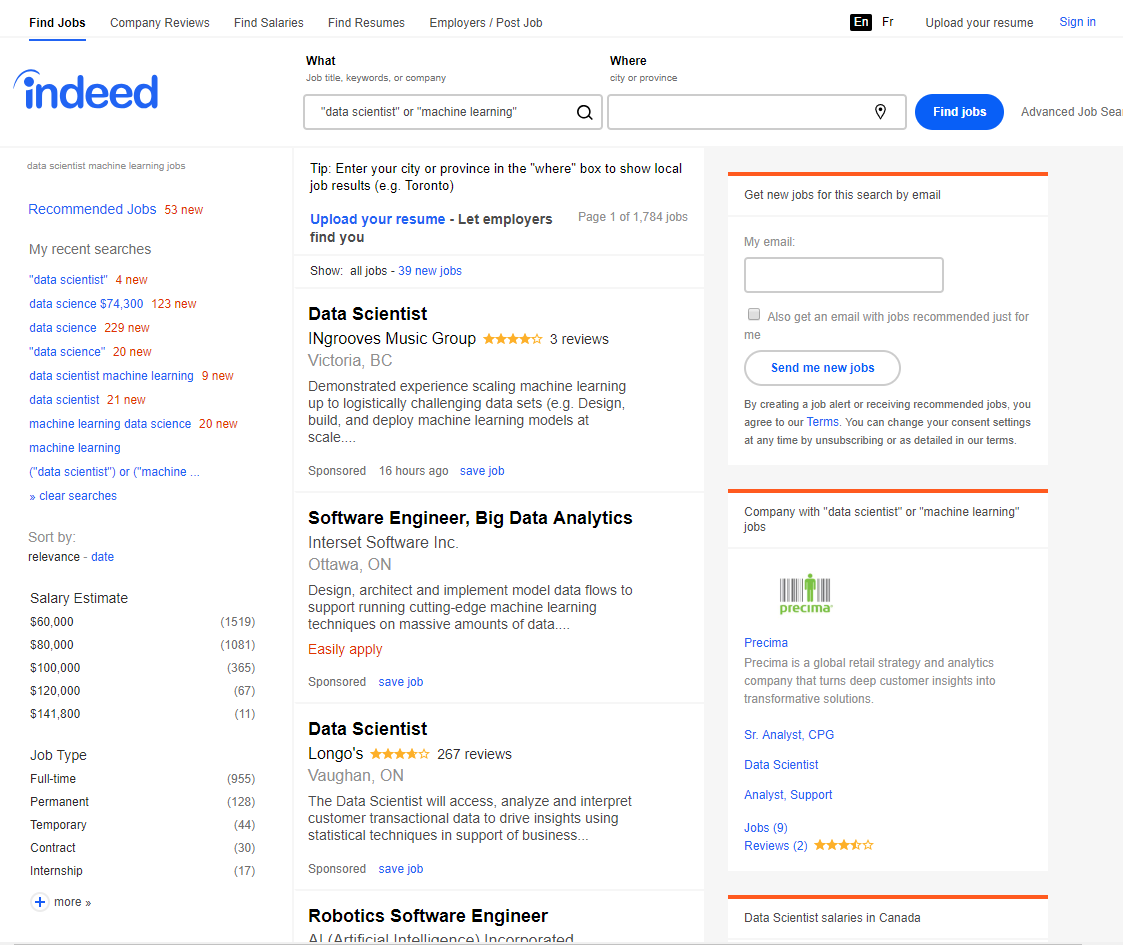 Find Jobs Company Reviews Find Salaries Find Resumes Employers / Post Job En Fr Upload your resume Sign in
indeed
What
Job title, keywords, or company
"data scientist" or "machine learning"
Where
city or province
Find jobs
Advanced Job Sea
data scientist machine learning jobs
Recommended Jobs 53 new
My recent searches
"data scientist" 4 new
data science $74,300 123 new
data science 229 new
"data science" 20 new
data scientist machine learning 9 new
data scientist 21 new
machine learning data science 20 new
machine learning
("data scientist") or ("machine ...
» clear searches
Sort by:
relevance - date
Salary Estimate
$60,000 (1519)
$80,000 (1081)
$100,000 (365)
$120,000 (67)
$141,800 (11)
Job Type
Full-time (955)
Permanent (128)
Temporary (44)
Contract (30)
Internship (17)
+ more »
Tip: Enter your city or province in the "where" box to show local
job results (e.g. Toronto)
Upload your resume - Let employers
find you
Page 1 of 1,784 jobs
Show: all jobs - 39 new jobs
Data Scientist
INgrooves Music Group 3 reviews
Victoria, BC
Demonstrated experience scaling machine learning
up to logistically challenging data sets (e.g. Design,
build, and deploy machine learning models at
scale....
Sponsored 16 hours ago save job
Software Engineer, Big Data Analytics
Interset Software Inc.
Ottawa, ON
Design, architect and implement model data flows to
support running cutting-edge machine learning
techniques on massive amounts of data....
Easily apply
Sponsored save job
Data Scientist
Longo's 267 reviews
Vaughan, ON
The Data Scientist will access, analyze and interpret
customer transactional data to drive insights using
statistical techniques in support of business...
Sponsored save job
Robotics Software Engineer
AI (Artificial Intelligence) Incorporated
Get new jobs for this search by email
My email:
Also get an email with jobs recommended just for
me
Send me new jobs
By creating a job alert or receiving recommended jobs, you
agree to our Terms. You can change your consent settings
at any time by unsubscribing or as detailed in our terms.
Company with "data scientist" or "machine learning"
jobs
precima
Precima
Precima is a global retail strategy and analytics
company that turns deep customer insights into
transformative solutions.
Sr. Analyst, CPG
Data Scientist
Analyst, Support
Jobs (9)
Reviews (2)
Data Scientist salaries in Canada